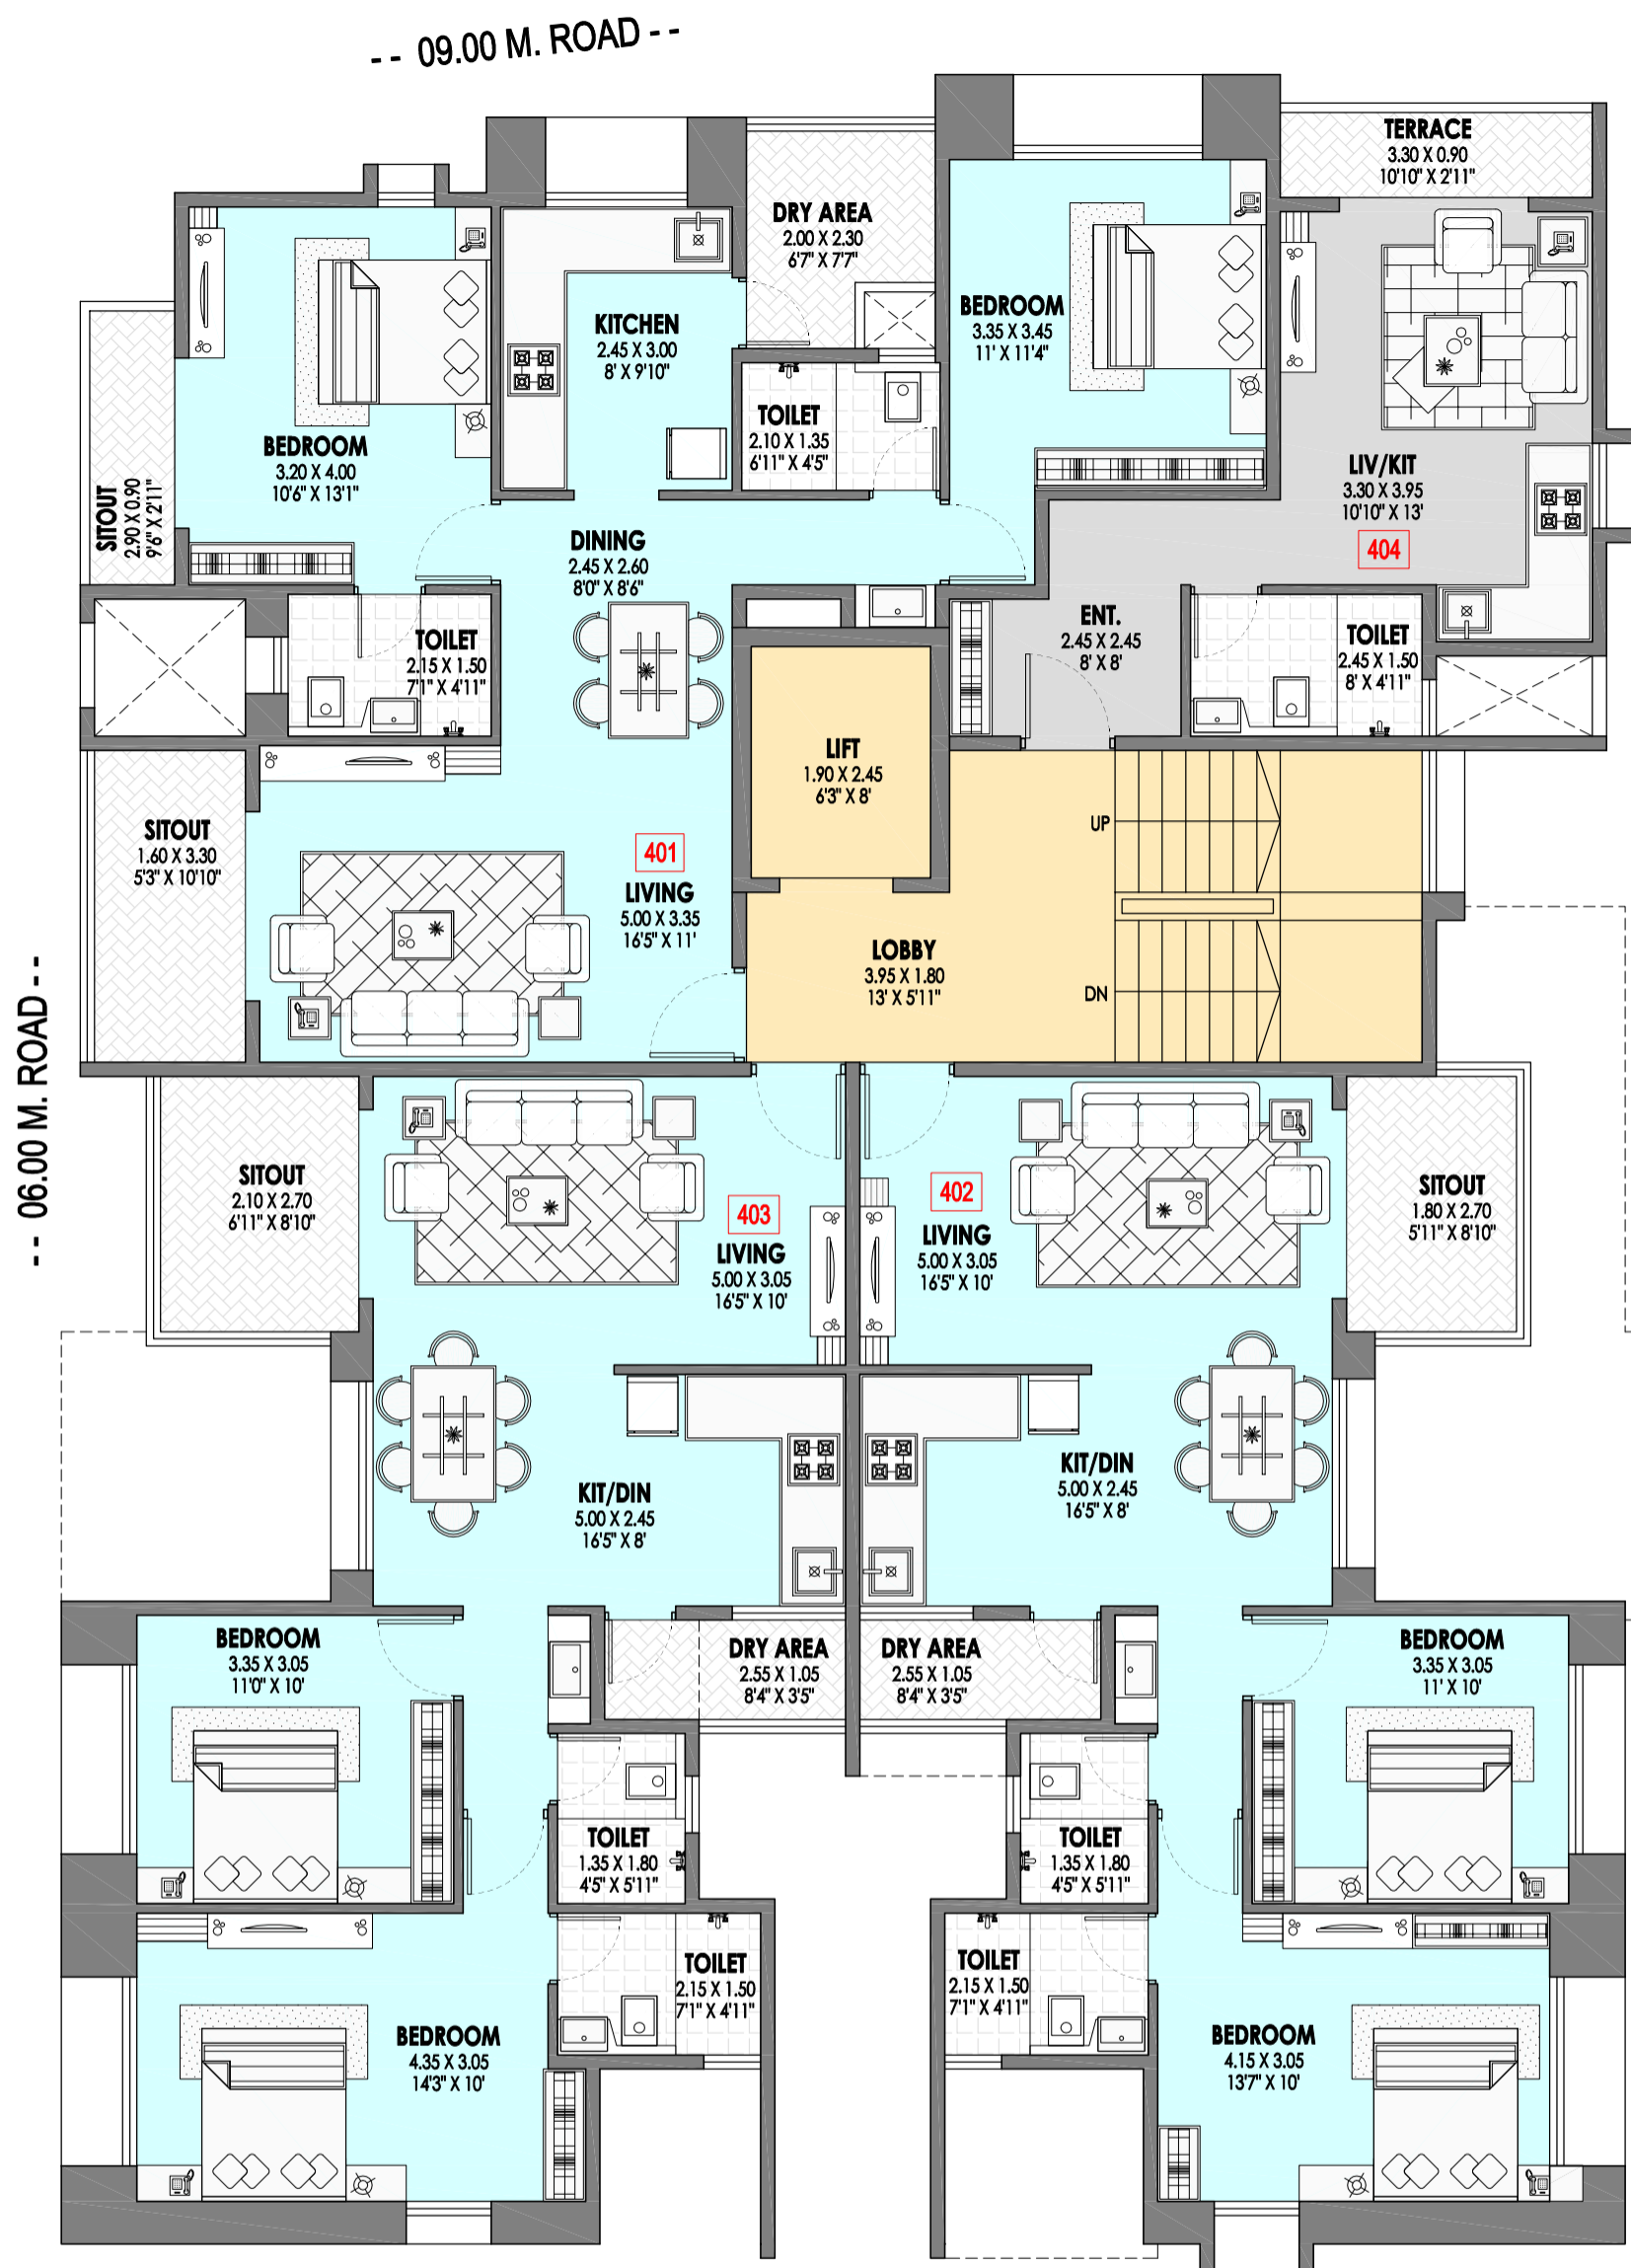 -- 09.00 M. ROAD --
TERRACE
3.30 X 0.90
10'10" X 2'11"
DRY AREA
2.00 X 2.30
6'7" X 7'7"
BEDROOM
3.35 X 3.45
11' X 11'4"
KITCHEN
2.45 X 3.00
8' X 9'10"
TOILET
2.10 X 1.35
6'11" X 4'5"
BEDROOM
3.20 X 4.00
10'6" X 13'1"
SITOUT
2.90 X 0.90
9'6" X 2'11"
LIV/KIT
3.30 X 3.95
10'10" X 13'
404
DINING
2.45 X 2.60
8'0" X 8'6"
ENT.
2.45 X 2.45
8' X 8'
TOILET
2.15 X 1.50
7'1" X 4'11"
TOILET
2.45 X 1.50
8' X 4'11"
LIFT
1.90 X 2.45
6'3" X 8'
SITOUT
1.60 X 3.30
5'3" X 10'10"
401
LIVING
5.00 X 3.35
16'5" X 11'
UP
LOBBY
3.95 X 1.80
13' X 5'11"
DN
-- 06.00 M. ROAD --
SITOUT
2.10 X 2.70
6'11" X 8'10"
403
LIVING
5.00 X 3.05
16'5" X 10'
402
LIVING
5.00 X 3.05
16'5" X 10'
SITOUT
1.80 X 2.70
5'11" X 8'10"
KIT/DIN
5.00 X 2.45
16'5" X 8'
KIT/DIN
5.00 X 2.45
16'5" X 8'
BEDROOM
3.35 X 3.05
11'0" X 10'
DRY AREA
2.55 X 1.05
8'4" X 3'5"
DRY AREA
2.55 X 1.05
8'4" X 3'5"
BEDROOM
3.35 X 3.05
11' X 10'
TOILET
1.35 X 1.80
4'5" X 5'11"
TOILET
1.35 X 1.80
4'5" X 5'11"
TOILET
2.15 X 1.50
7'1" X 4'11"
TOILET
2.15 X 1.50
7'1" X 4'11"
BEDROOM
4.35 X 3.05
14'3" X 10'
BEDROOM
4.15 X 3.05
13'7" X 10'